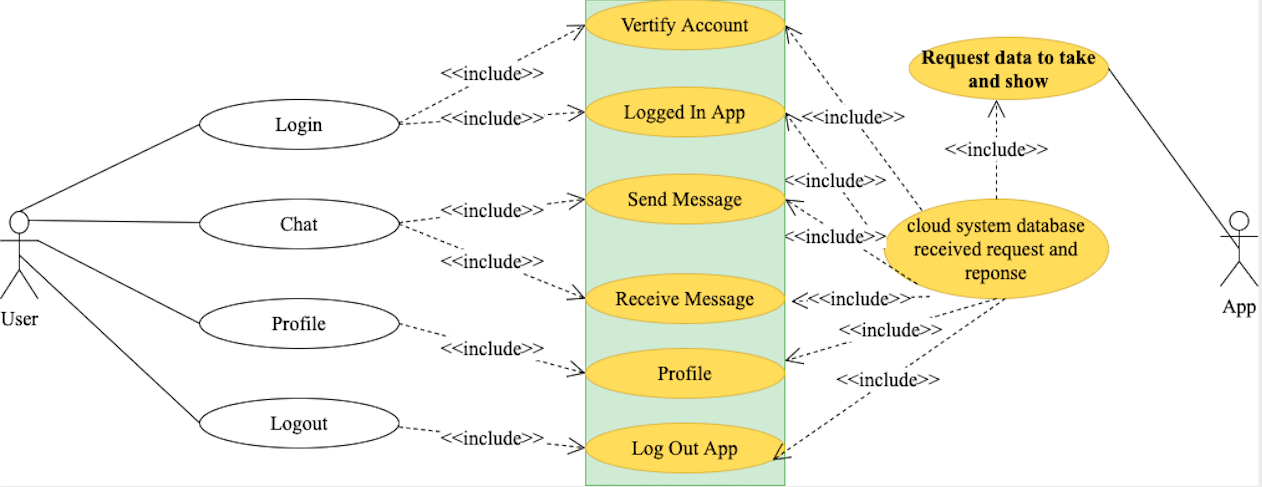 Vertify Account
Request data to take
and show
<<include>>
Logged In App
<<include>>
<<include>>
Login
<<include>>
<<include>>
Send Message
<<include>>
Chat
cloud system database
received request and
reponse
<<include>>
<<include>>
Receive Message
<<include>>
User
App
Profile
<<include>>
<<include>>
Profile
<<include>>
Logout
<<include>>
Log Out App